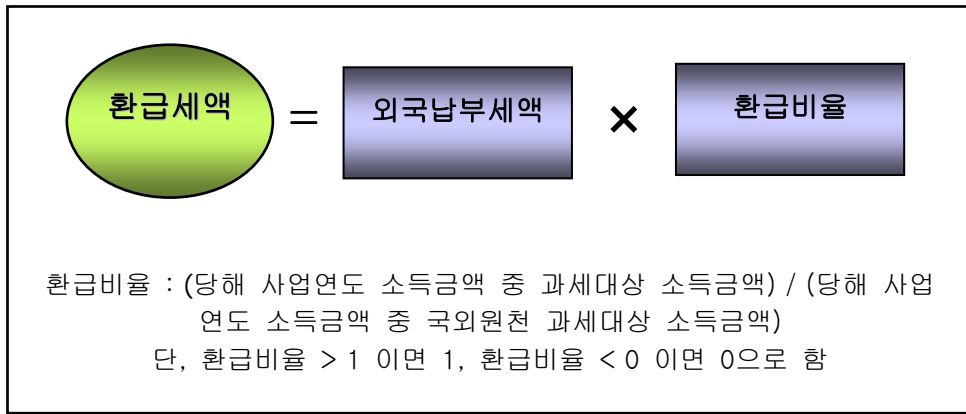 환급세액 = 외국납부세액 × 환급비율
환급비율 : (당해 사업연도 소득금액 중 과세대상 소득금액) / (당해 사업
연도 소득금액 중 국외원천 과세대상 소득금액)
단, 환급비율 > 1 이면 1, 환급비율 < 0 이면 0으로 함